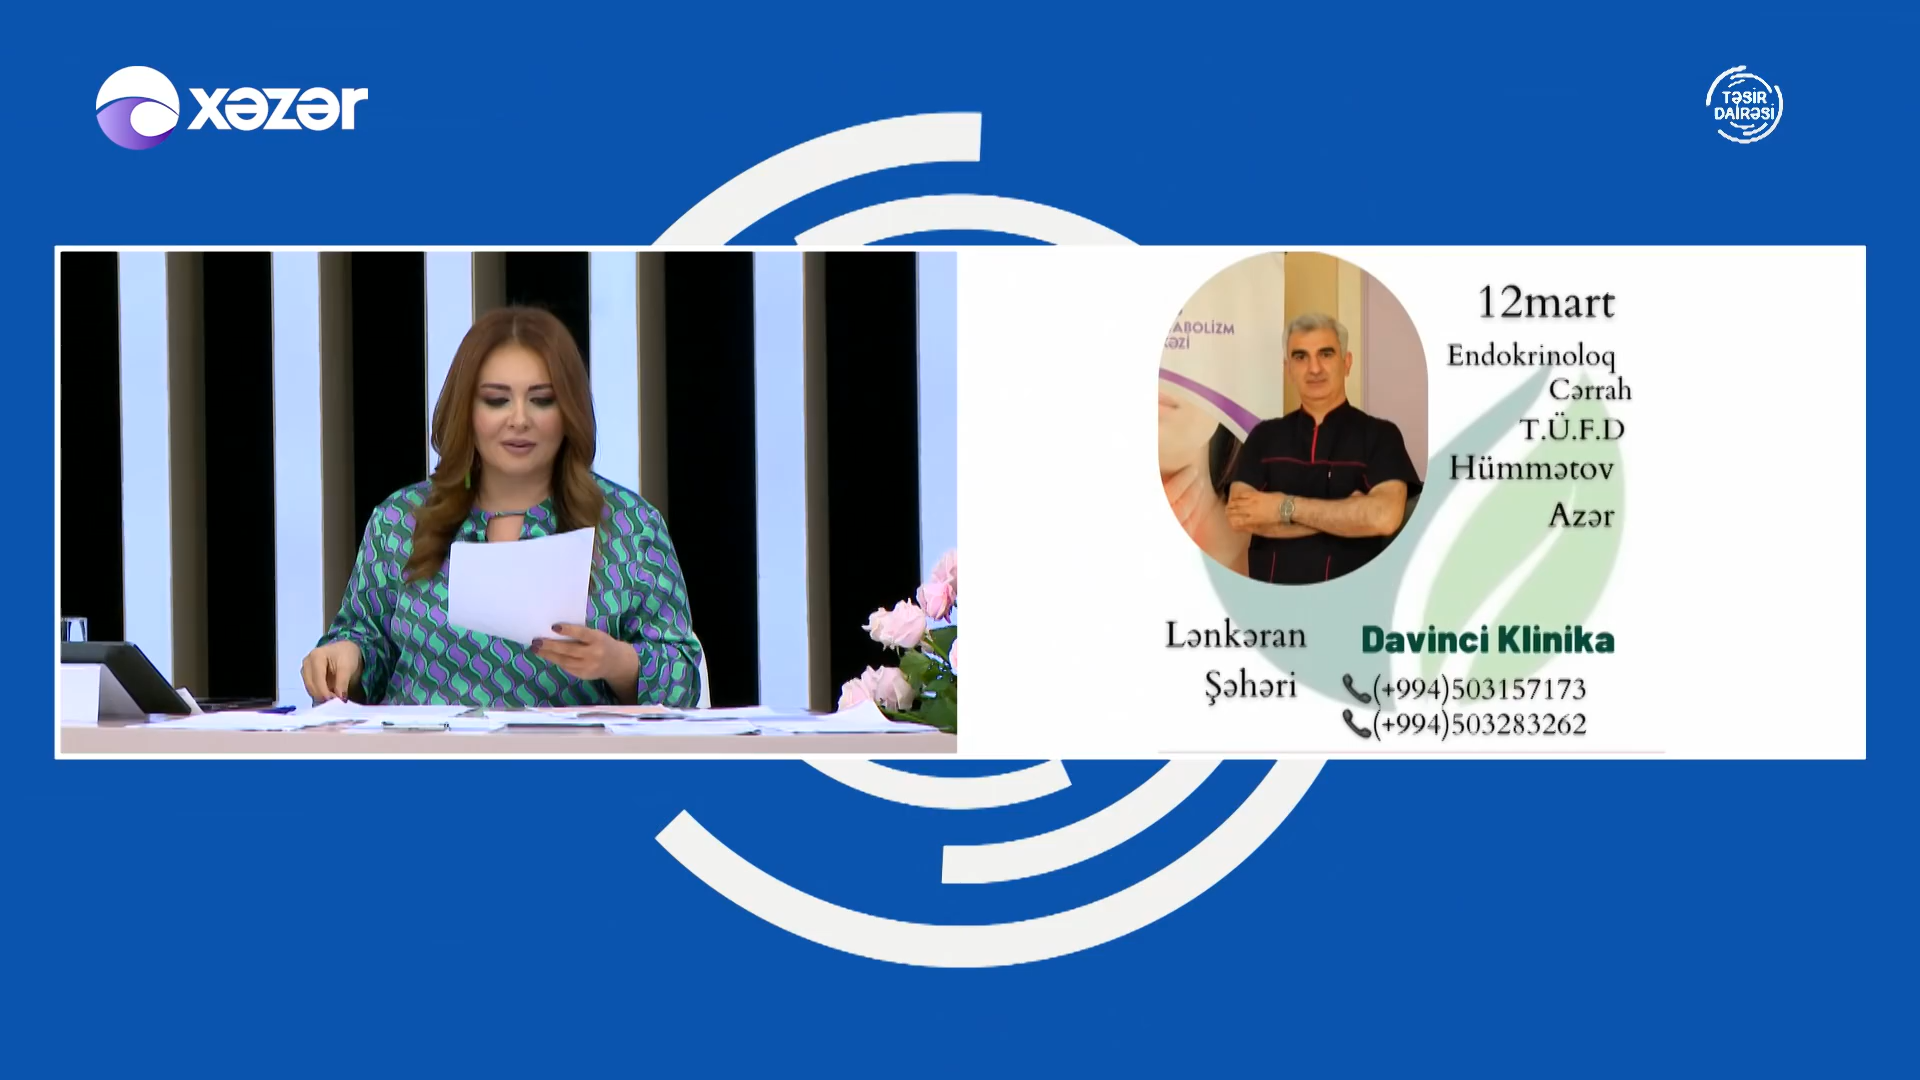 xəzər
TƏSİR
DAİRƏSİ
ABOLİZM
12mart
Endokrinoloq
Cərrah
T.Ü.F.D
Hümmətov
Azər
Lənkəran
Şəhəri
Davinci Klinika
(+994)503157173
(+994)503283262